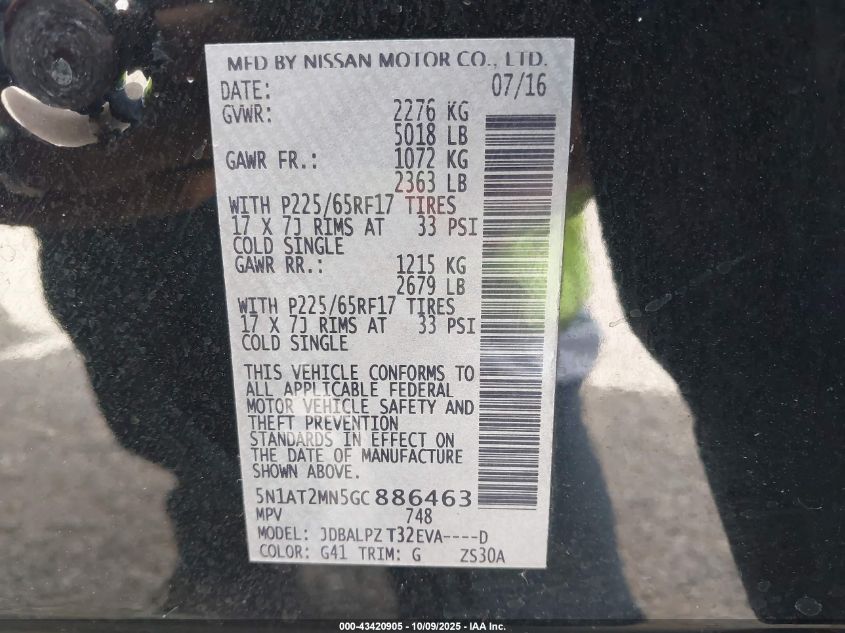 MFD BY NISSAN MOTOR CO., LTD.
DATE: 07/16
GVWR: 2276 KG
5018 LB
GAWR FR.: 1072 KG
2363 LB
WITH P225/65RF17 TIRES
17 X 7J RIMS AT 33 PSI
COLD SINGLE
GAWR RR.: 1215 KG
2679 LB
WITH P225/65RF17 TIRES
17 X 7J RIMS AT 33 PSI
COLD SINGLE
THIS VEHICLE CONFORMS TO
ALL APPLICABLE FEDERAL
MOTOR VEHICLE SAFETY AND
THEFT PREVENTION
STANDARDS IN EFFECT ON
THE DATE OF MANUFACTURE
SHOWN ABOVE.
5N1AT2MN5GC886463
MPV 748
MODEL: JDBALPZ T32EVA----D
COLOR: G41 TRIM: G ZS30A
000-43420905 - 10/09/2025 - IAA Inc.